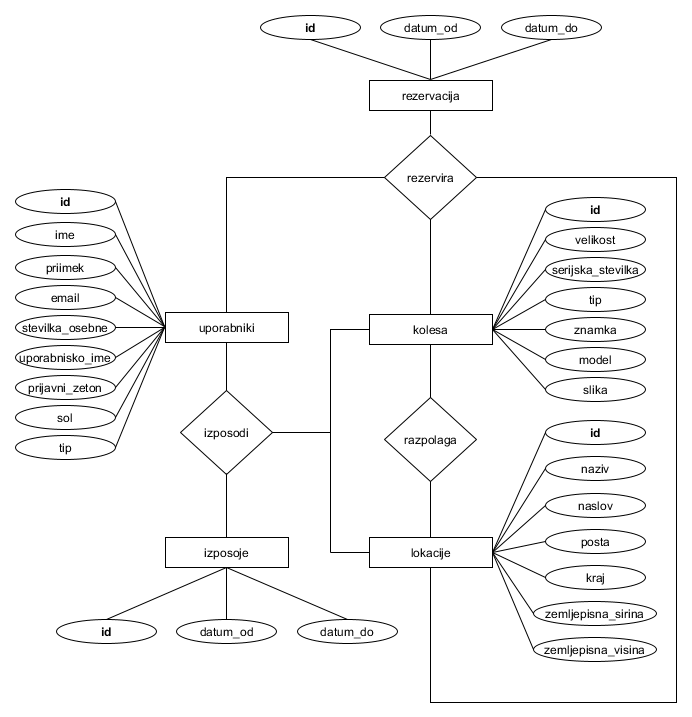 id
datum_od
datum_do
rezervacija
rezervira
id
ime
priimek
email
stevilka_osebne
uporabnisko_ime
prijavni_zeton
sol
tip
uporabniki
id
velikost
serijska_stevilka
tip
znamka
model
slika
kolesa
izposodi
razpolaga
id
naziv
naslov
posta
kraj
zemljepisna_sirina
zemljepisna_visina
izposoje
lokacije
id
datum_od
datum_do